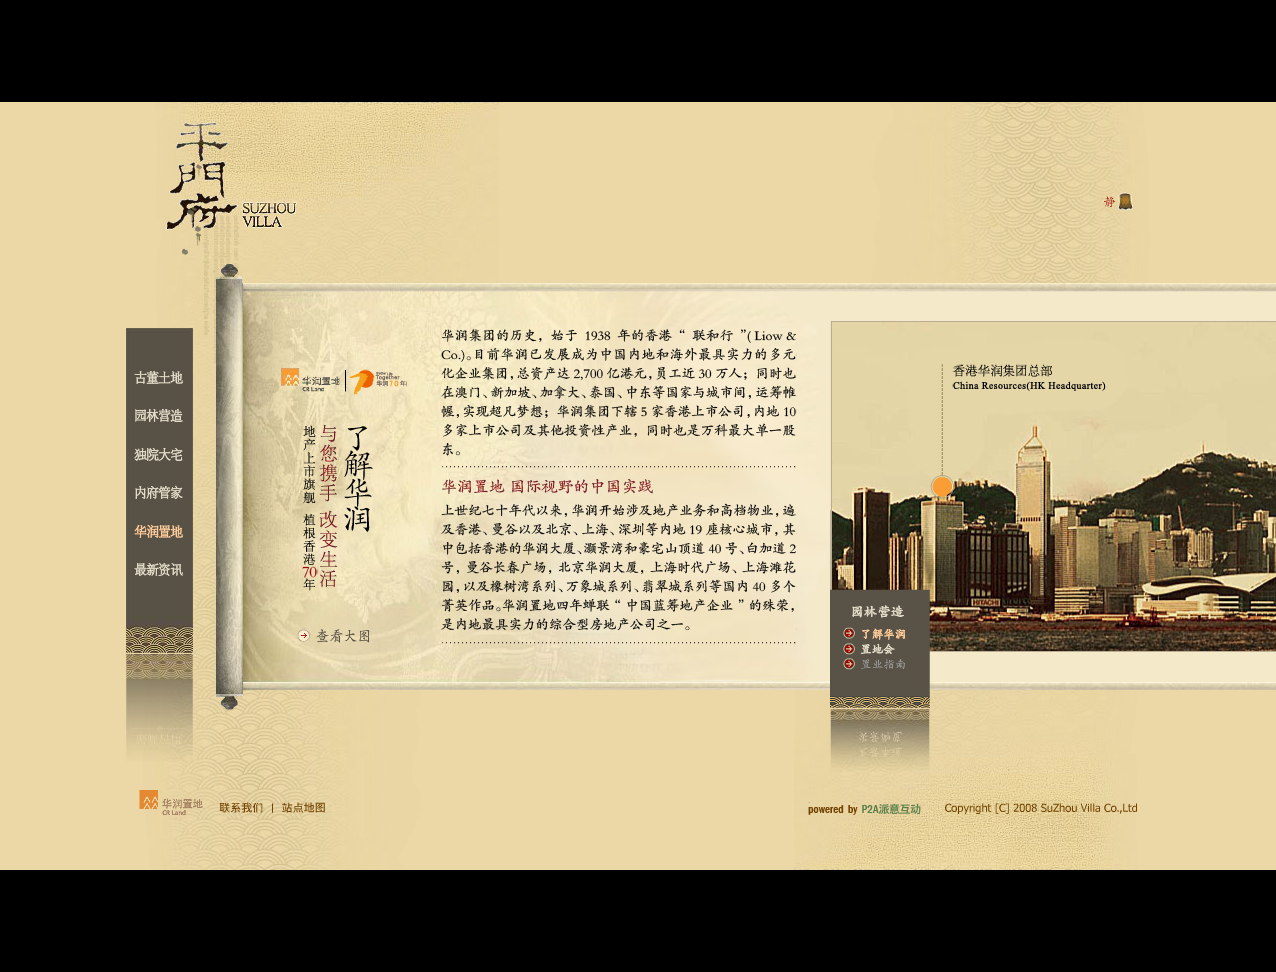 平門府
SUZHOU
VILLA
静
古董土地
园林营造
独院大宅
内府管家
华润置地
最新资讯
华润置地
CR Land
Together
华润70年
了解华润
与您携手 改变生活
地产上市旗舰 植根香港70年
查看大图
华润集团的历史，始于 1938 年的香港 “ 联和行 ”( Liow &
Co.)。目前华润已发展成为中国内地和海外最具实力的多元
化企业集团，总资产达 2,700 亿港元，员工近 30 万人；同时也
在澳门、新加坡、加拿大、泰国、中东等国家与城市间，运筹帷
幄，实现超凡梦想；华润集团下辖 5 家香港上市公司，内地 10
多家上市公司及其他投资性产业，同时也是万科最大单一股
东。
华润置地 国际视野的中国实践
上世纪七十年代以来，华润开始涉及地产业务和高档物业，遍
及香港、曼谷以及北京、上海、深圳等内地 19 座核心城市，其
中包括香港的华润大厦、灏景湾和豪宅山顶道 40 号、白加道 2
号，曼谷长春广场，北京华润大厦，上海时代广场、上海滩花
园，以及橡树湾系列、万象城系列、翡翠城系列等国内 40 多个
菁英作品。华润置地四年蝉联 “ 中国蓝筹地产企业 ” 的殊荣，
是内地最具实力的综合型房地产公司之一。
香港华润集团总部
China Resources(HK Headquarter)
HITACHI
园林营造
了解华润
置地会
置业指南
华润置地
CR Land
联系我们 | 站点地图
powered by P2A派意互动
Copyright [C] 2008 SuZhou Villa Co.,Ltd